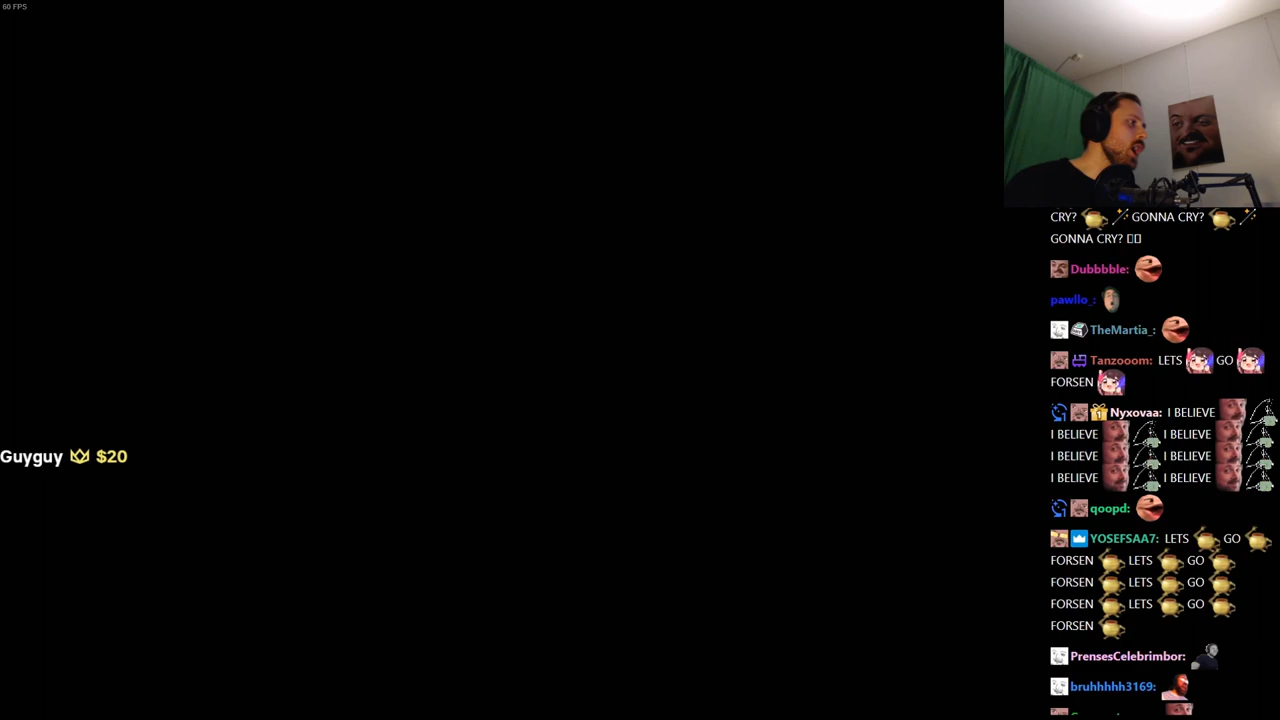 60 FPS
Guyguy $20
CRY? GONNA CRY?
GONNA CRY?
Dubbbble:
pawllo_:
TheMartia_:
Tanzooom: LETS GO
FORSEN
Nyxovaa: I BELIEVE
I BELIEVE I BELIEVE
I BELIEVE I BELIEVE
I BELIEVE I BELIEVE
qoopd:
YOSEFSAA7: LETS GO
FORSEN LETS GO
FORSEN LETS GO
FORSEN LETS GO
FORSEN
PrensesCelebrimbor:
bruhhhhh3169: